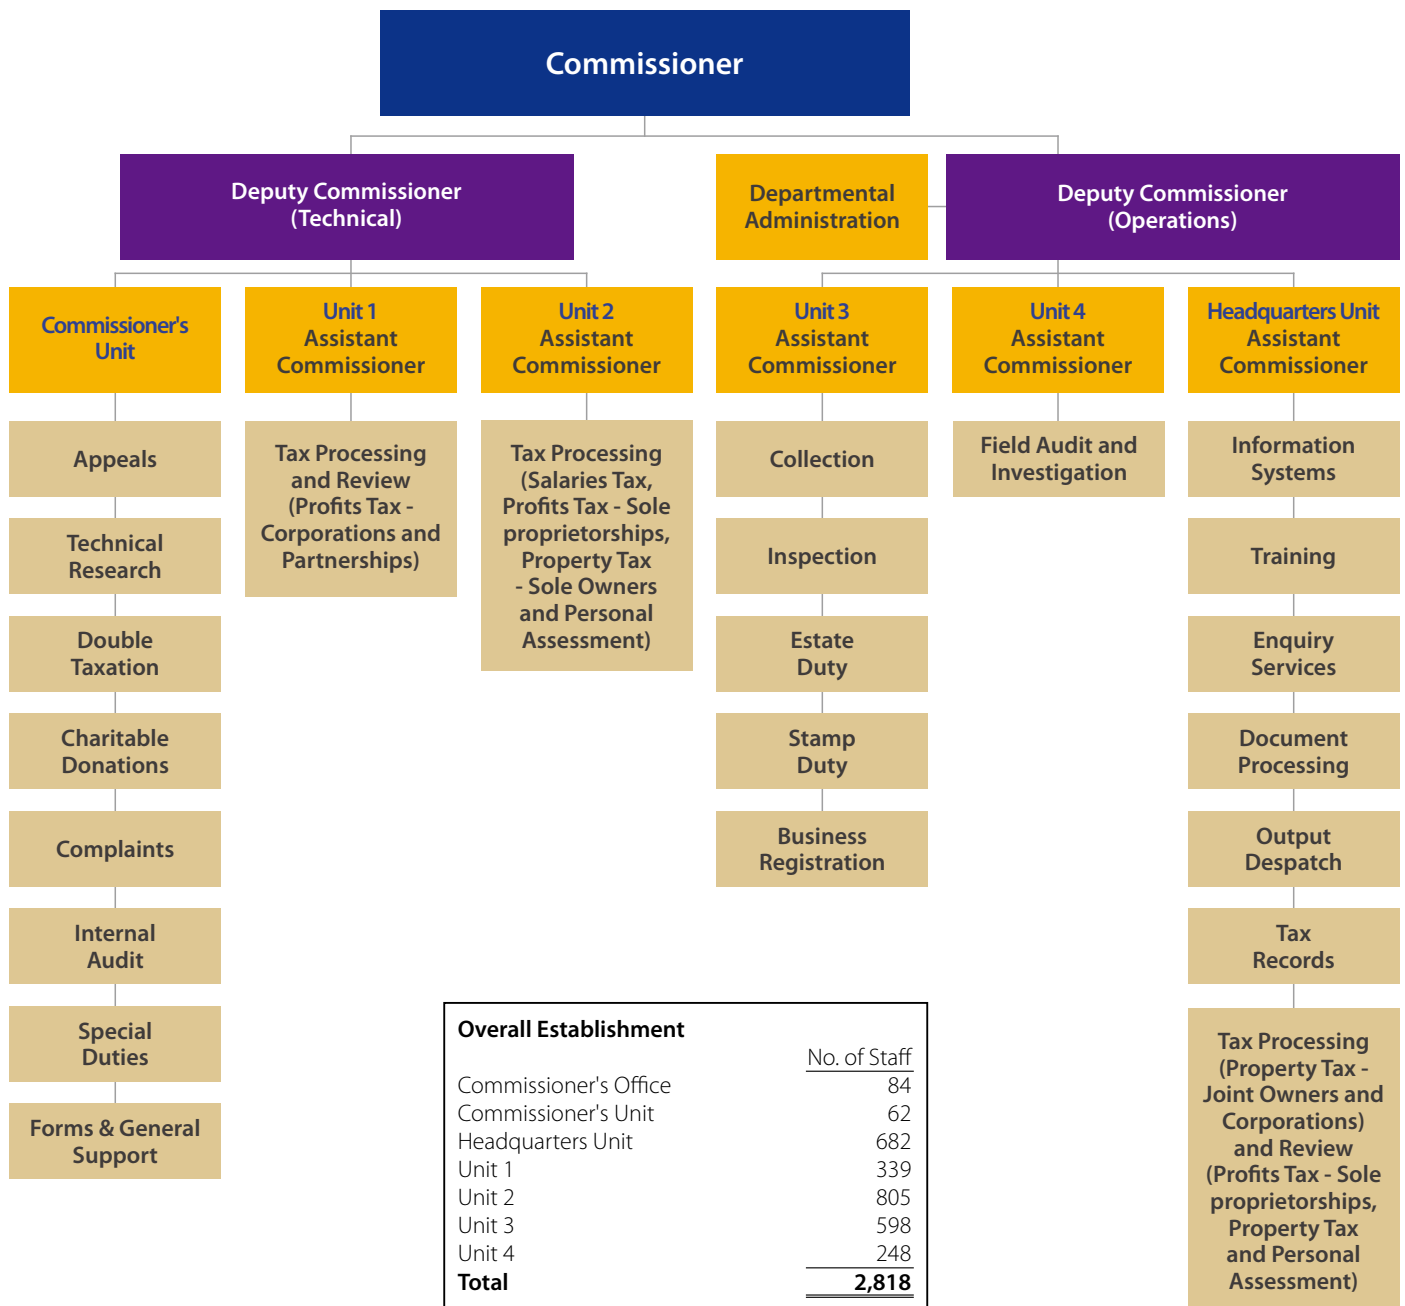 Commissioner
Deputy Commissioner
(Technical)
Departmental
Administration
Deputy Commissioner
(Operations)
Commissioner's
Unit
Unit 1
Assistant
Commissioner
Unit 2
Assistant
Commissioner
Unit 3
Assistant
Commissioner
Unit 4
Assistant
Commissioner
Headquarters Unit
Assistant
Commissioner
Appeals
Technical
Research
Double
Taxation
Charitable
Donations
Complaints
Internal
Audit
Special
Duties
Forms & General
Support
Tax Processing
and Review
(Profits Tax -
Corporations and
Partnerships)
Tax Processing
(Salaries Tax,
Profits Tax - Sole
proprietorships,
Property Tax
- Sole Owners
and Personal
Assessment)
Collection
Inspection
Estate
Duty
Stamp
Duty
Business
Registration
Field Audit and
Investigation
Information
Systems
Training
Enquiry
Services
Document
Processing
Output
Despatch
Tax
Records
Tax Processing
(Property Tax -
Joint Owners and
Corporations)
and Review
(Profits Tax - Sole
proprietorships,
Property Tax
and Personal
Assessment)
Overall Establishment
No. of Staff
Commissioner's Office 84
Commissioner's Unit 62
Headquarters Unit 682
Unit 1 339
Unit 2 805
Unit 3 598
Unit 4 248
Total 2,818